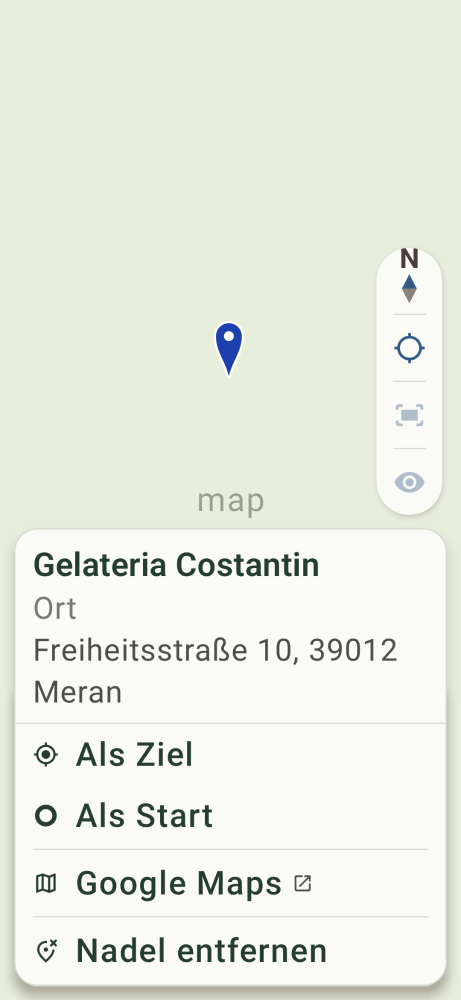 N
map
Gelateria Costantin
Ort
Freiheitsstraße 10, 39012
Meran
Als Ziel
Als Start
Google Maps
Nadel entfernen